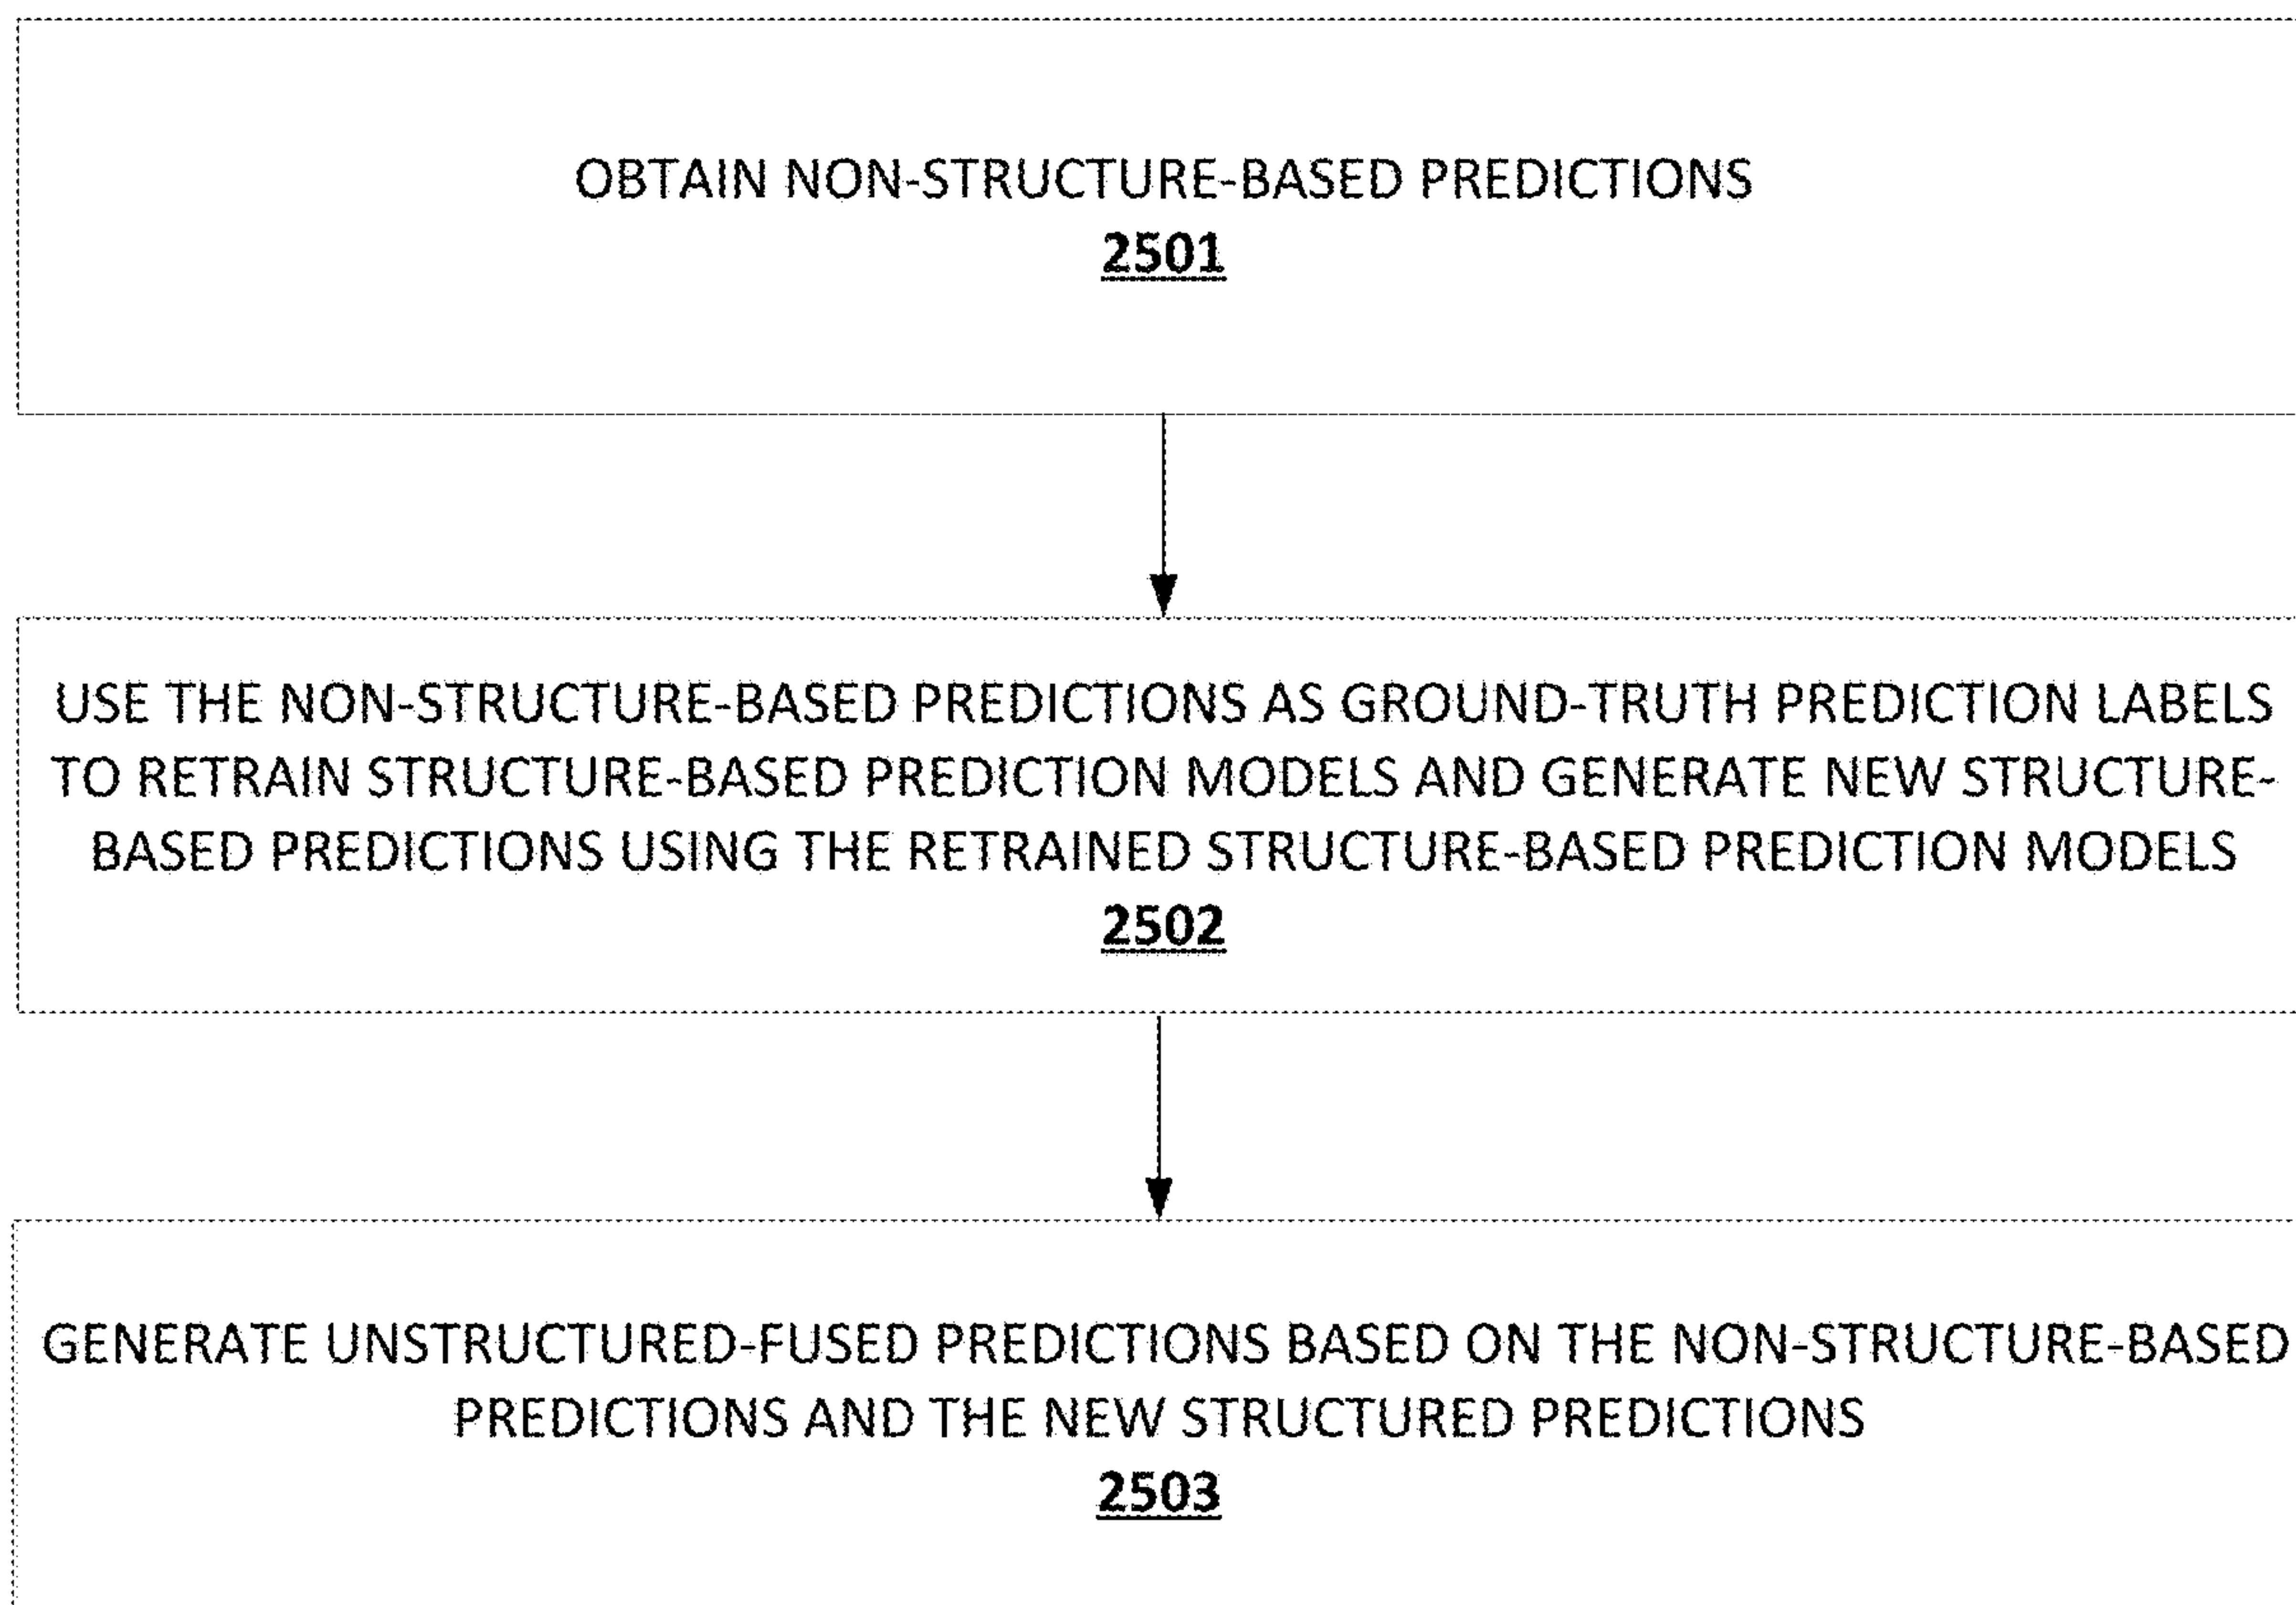 OBTAIN NON-STRUCTURE-BASED PREDICTIONS
2501
USE THE NON-STRUCTURE-BASED PREDICTIONS AS GROUND-TRUTH PREDICTION LABELS
TO RETRAIN STRUCTURE-BASED PREDICTION MODELS AND GENERATE NEW STRUCTURE-
BASED PREDICTIONS USING THE RETRAINED STRUCTURE-BASED PREDICTION MODELS
2502
GENERATE UNSTRUCTURED-FUSED PREDICTIONS BASED ON THE NON-STRUCTURE-BASED
PREDICTIONS AND THE NEW STRUCTURED PREDICTIONS
2503